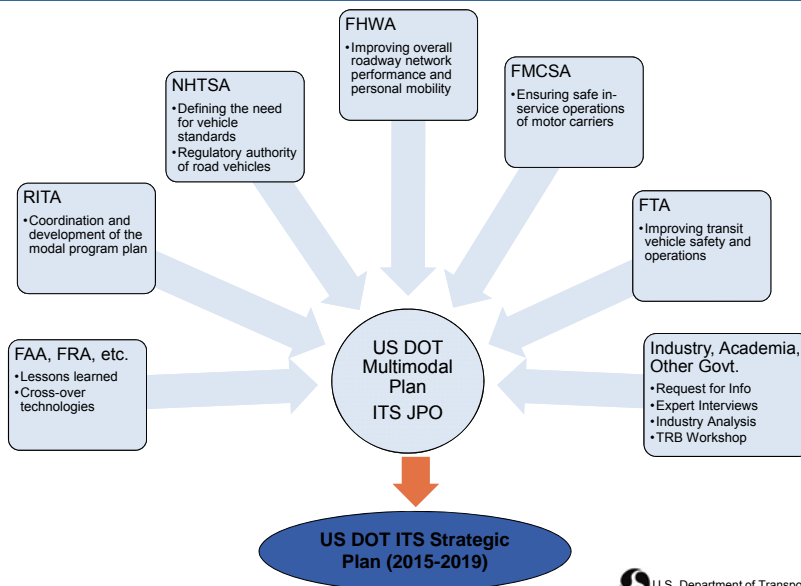 FHWA
•Improving overall
roadway network
performance and
personal mobility
NHTSA
•Defining the need
for vehicle
standards
•Regulatory authority
of road vehicles
FMCSA
•Ensuring safe in-
service operations
of motor carriers
RITA
•Coordination and
development of the
modal program plan
FTA
•Improving transit
vehicle safety and
operations
FAA, FRA, etc.
•Lessons learned
•Cross-over
technologies
US DOT
Multimodal
Plan
ITS JPO
Industry, Academia,
Other Govt.
•Request for Info
•Expert Interviews
•Industry Analysis
•TRB Workshop
US DOT ITS Strategic
Plan (2015-2019)
U.S. Department of Transpo